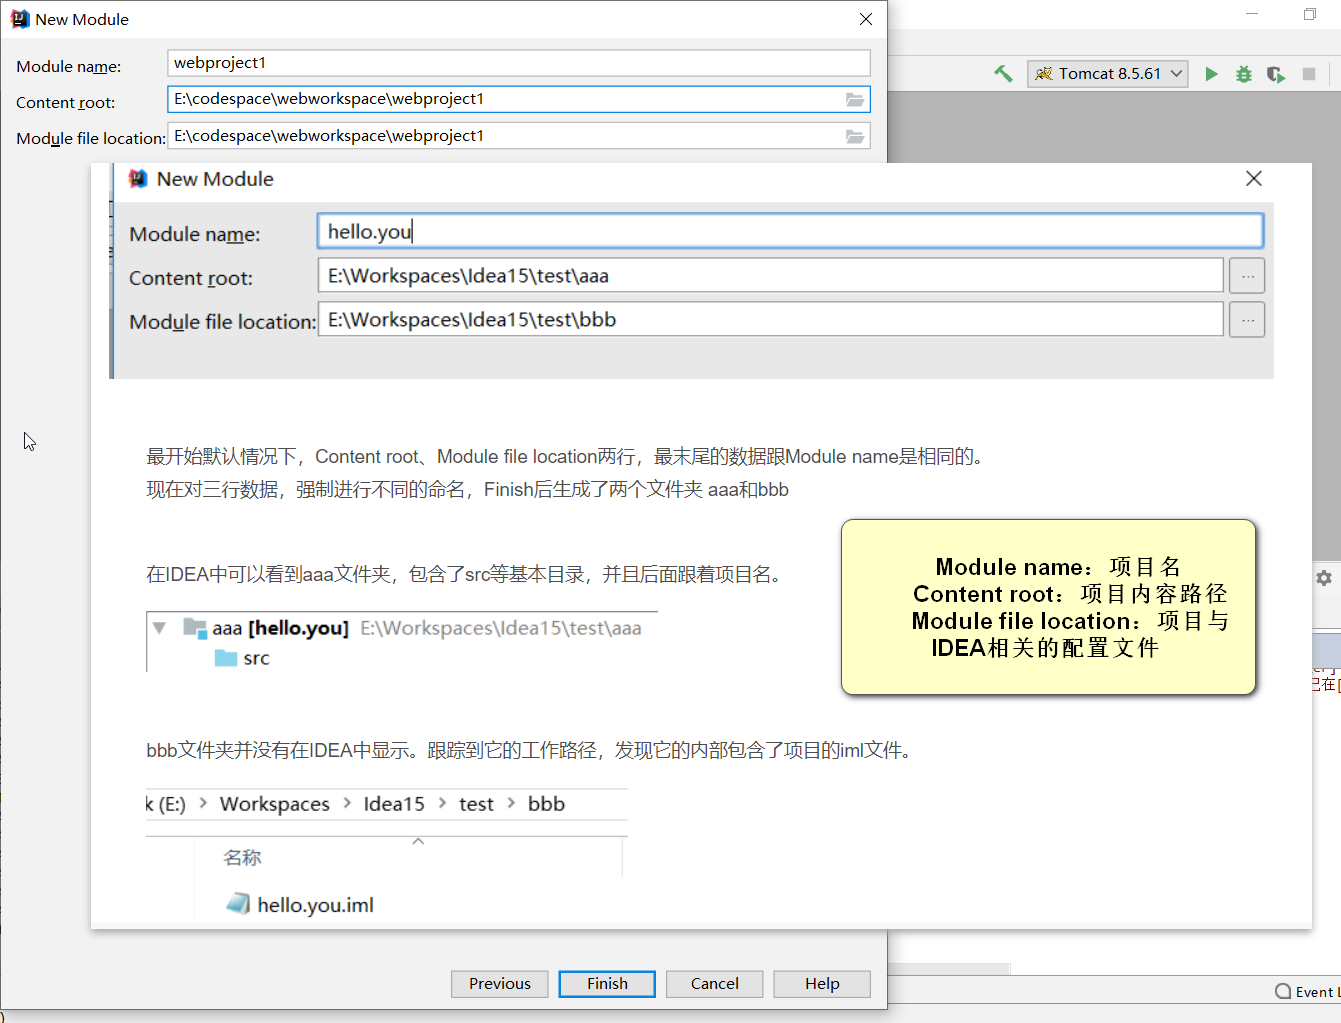 New Module
Module name:
webproject1
Content root:
E:\codespace\webworkspace\webproject1
Module file location:
E:\codespace\webworkspace\webproject1
Tomcat 8.5.61
New Module
Module name:
hello.you
Content root:
E:\Workspaces\Idea15\test\aaa
...
Module file location:
E:\Workspaces\Idea15\test\bbb
...
最开始默认情况下，Content root、Module file location两行，最末尾的数据跟Module name是相同的。
现在对三行数据，强制进行不同的命名，Finish后生成了两个文件夹 aaa和bbb
在IDEA中可以看到aaa文件夹，包含了src等基本目录，并且后面跟着项目名。
aaa [hello.you] E:\Workspaces\Idea15\test\aaa
src
Module name：项目名
Content root：项目内容路径
Module file location：项目与
IDEA相关的配置文件
已在[
bbb文件夹并没有在IDEA中显示。跟踪到它的工作路径，发现它的内部包含了项目的iml文件。
k (E:) > Workspaces > Idea15 > test > bbb
名称
hello.you.iml
Previous
Finish
Cancel
Help
Event L